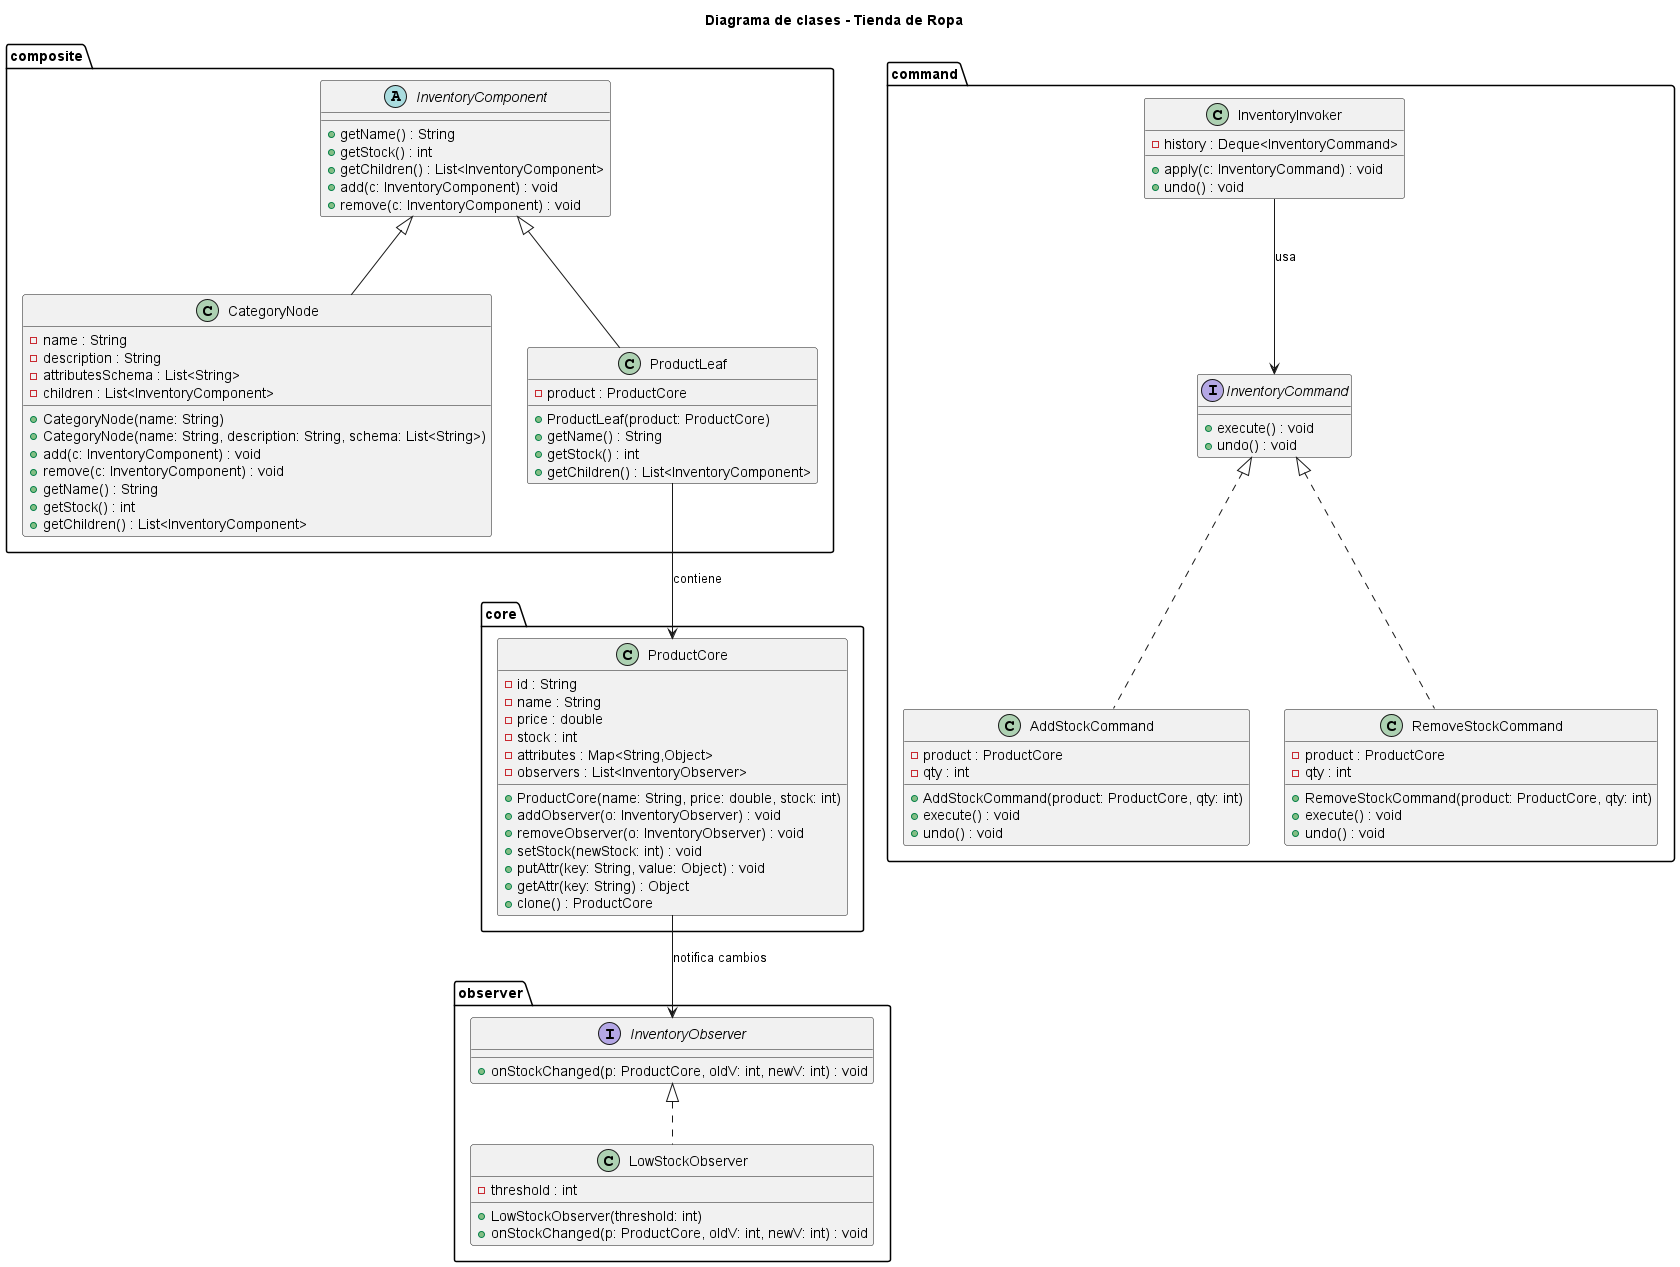 Diagrama de clases - Tienda de Ropa
composite
InventoryComponent
getName() : String
getStock() : int
getChildren() : List<InventoryComponent>
add(c: InventoryComponent) : void
remove(c: InventoryComponent) : void
CategoryNode
name : String
description : String
attributesSchema : List<String>
children : List<InventoryComponent>
CategoryNode(name: String)
CategoryNode(name: String, description: String, schema: List<String>)
add(c: InventoryComponent) : void
remove(c: InventoryComponent) : void
getName() : String
getStock() : int
getChildren() : List<InventoryComponent>
ProductLeaf
product : ProductCore
ProductLeaf(product: ProductCore)
getName() : String
getStock() : int
getChildren() : List<InventoryComponent>
contiene
core
ProductCore
id : String
name : String
price : double
stock : int
attributes : Map<String,Object>
observers : List<InventoryObserver>
ProductCore(name: String, price: double, stock: int)
addObserver(o: InventoryObserver) : void
removeObserver(o: InventoryObserver) : void
setStock(newStock: int) : void
putAttr(key: String, value: Object) : void
getAttr(key: String) : Object
clone() : ProductCore
notifica cambios
observer
InventoryObserver
onStockChanged(p: ProductCore, oldV: int, newV: int) : void
LowStockObserver
threshold : int
LowStockObserver(threshold: int)
onStockChanged(p: ProductCore, oldV: int, newV: int) : void
command
InventoryInvoker
history : Deque<InventoryCommand>
apply(c: InventoryCommand) : void
undo() : void
usa
InventoryCommand
execute() : void
undo() : void
AddStockCommand
product : ProductCore
qty : int
AddStockCommand(product: ProductCore, qty: int)
execute() : void
undo() : void
RemoveStockCommand
product : ProductCore
qty : int
RemoveStockCommand(product: ProductCore, qty: int)
execute() : void
undo() : void